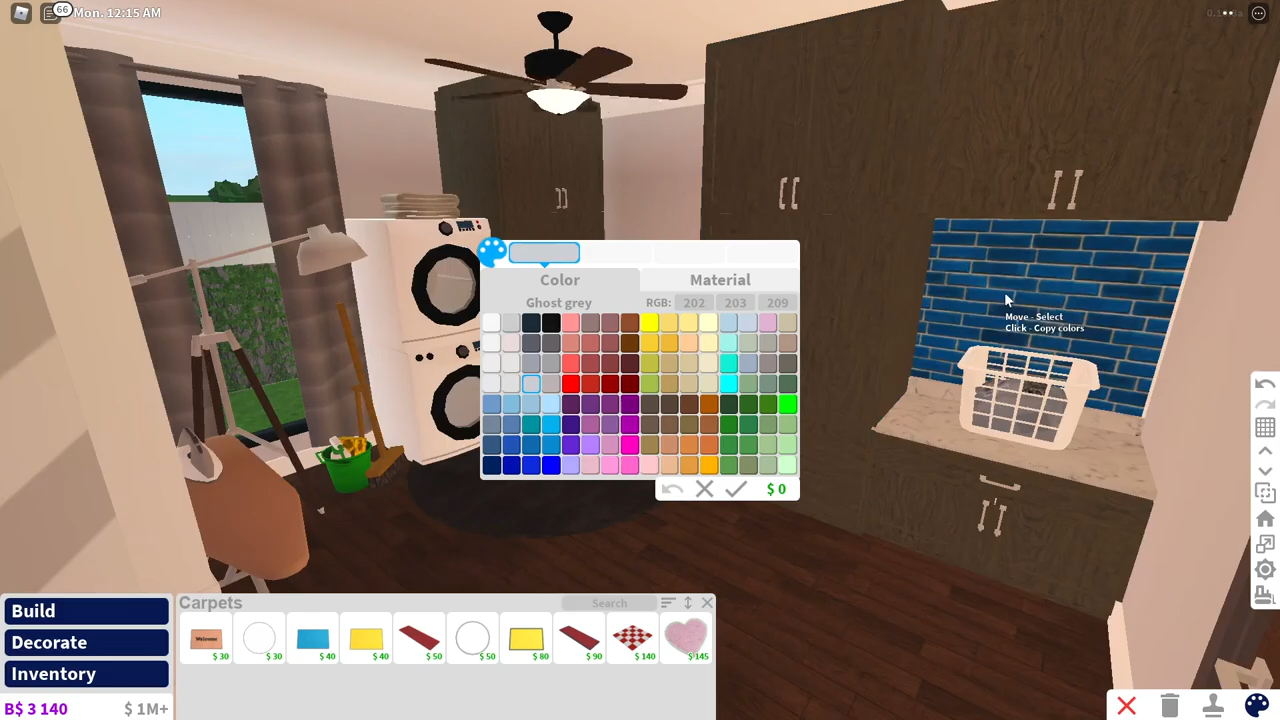 66
Mon. 12:15 AM
Color
Material
Ghost grey
RGB: 202 203 209
Move - Select
Click - Copy colors
$ 0
Build
Decorate
Inventory
B$ 3 140
$ 1M+
Carpets
Search
Welcome
$ 30
$ 30
$ 40
$ 40
$ 50
$ 50
$ 80
$ 90
$ 140
$ 145